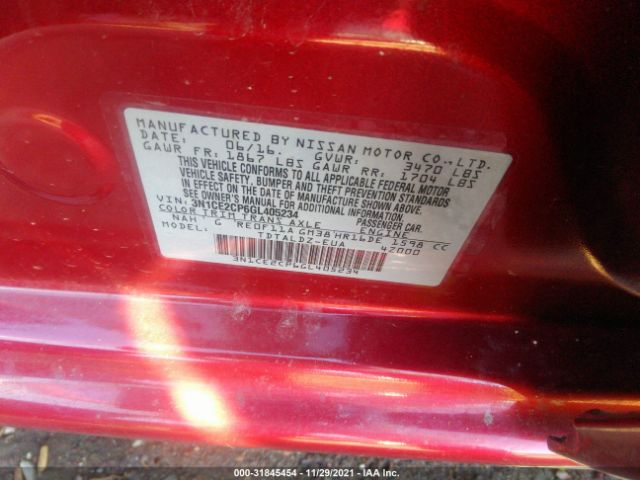 MANUFACTURED BY NISSAN MOTOR CO.,LTD.
DATE: 06/16. GVWR: 3470 LBS
GAWR FR: 1867 LBS GAWR RR: 1704 LBS
THIS VEHICLE CONFORMS TO ALL APPLICABLE FEDERAL MOTOR
VEHICLE SAFETY, BUMPER AND THEFT PREVENTION STANDARDS
IN EFFECT ON THE DATE OF MANUFACTURE SHOWN ABOVE.
SEE OWNER'S MANUAL FOR ADDITIONAL INFORMATION
VIN: 3N1CE2CP6GL405234 PASSENGER CAR
COLOR TRIM TRANS AXLE ENGINE
NAH G RE0F11A GM38 HR16DE 1598 CC
MODEL: TDTALDZ-EUA 42000
3N1CE2CP6GL405234
000-31845454 - 11/29/2021 - IAA Inc.